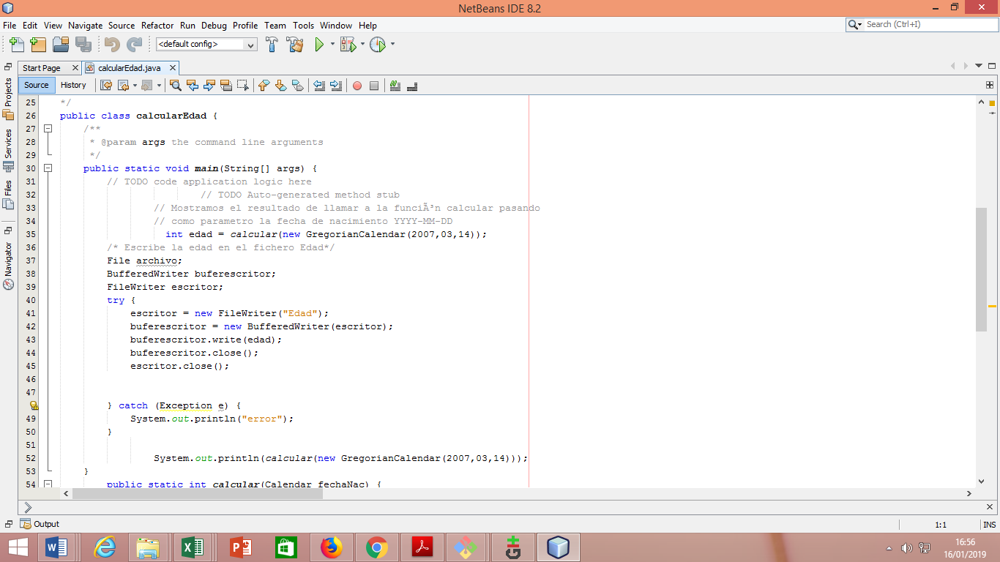 NetBeans IDE 8.2
File Edit View Navigate Source Refactor Run Debug Profile Team Tools Window Help
Search (Ctrl+I)
<default config>
Start Page calcularEdad.java
Source History
Projects
Services
Files
Navigator
25 */
26 public class calcularEdad {
27 /**
28 * @param args the command line arguments
29 */
30 public static void main(String[] args) {
31 // TODO code application logic here
32 // TODO Auto-generated method stub
33 // Mostramos el resultado de llamar a la funciÃ³n calcular pasando
34 // como parametro la fecha de nacimiento YYYY-MM-DD
35 int edad = calcular(new GregorianCalendar(2007,03,14));
36 /* Escribe la edad en el fichero Edad*/
37 File archivo;
38 BufferedWriter buferescritor;
39 FileWriter escritor;
40 try {
41 escritor = new FileWriter("Edad");
42 buferescritor = new BufferedWriter(escritor);
43 buferescritor.write(edad);
44 buferescritor.close();
45 escritor.close();
46
47
} catch (Exception e) {
49 System.out.println("error");
50 }
51
52 System.out.println(calcular(new GregorianCalendar(2007,03,14)));
53 }
54 public static int calcular(Calendar fechaNac) {
Output
1:1 INS
16:56
16/01/2019